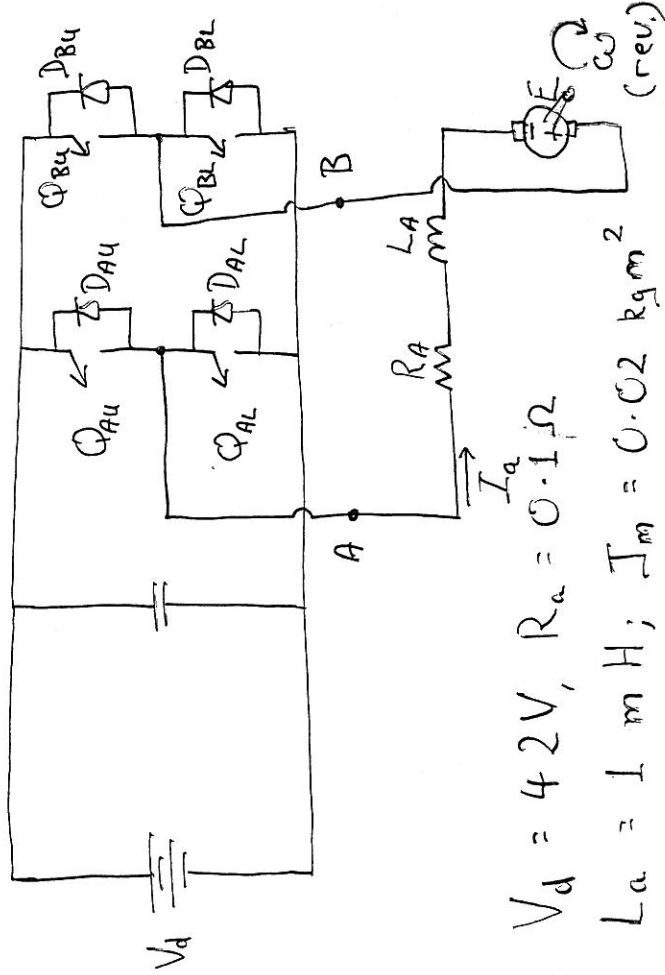 V_d
Q_AU
D_AU
Q_BU
D_BU
Q_AL
D_AL
Q_BL
D_BL
A
B
I_a
R_A
L_A
E
ω
(rev.)
V_d = 42V, R_a = 0.1 Ω
L_a = 1 mH; J_m = 0.02 kgm²